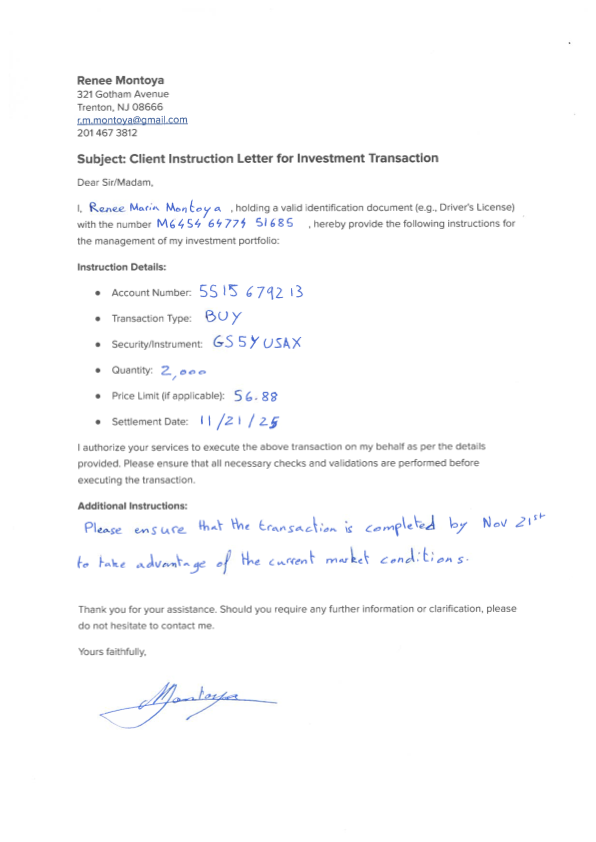 Renee Montoya
321 Gotham Avenue
Trenton, NJ 08666
r.m.montoya@gmail.com
201 467 3812
Subject: Client Instruction Letter for Investment Transaction
Dear Sir/Madam,
I, Renee Maria Montoya , holding a valid identification document (e.g., Driver's License)
with the number M6454 64774 51685 , hereby provide the following instructions for
the management of my investment portfolio:
Instruction Details:
• Account Number: 5515 6792 13
• Transaction Type: BUY
• Security/Instrument: GS5YUSAX
• Quantity: 2,000
• Price Limit (if applicable): 56.88
• Settlement Date: 11/21/25
I authorize your services to execute the above transaction on my behalf as per the details
provided. Please ensure that all necessary checks and validations are performed before
executing the transaction.
Additional Instructions:
Please ensure that the transaction is completed by Nov 21st
to take advantage of the current market conditions.
Thank you for your assistance. Should you require any further information or clarification, please
do not hesitate to contact me.
Yours faithfully,
Montoya